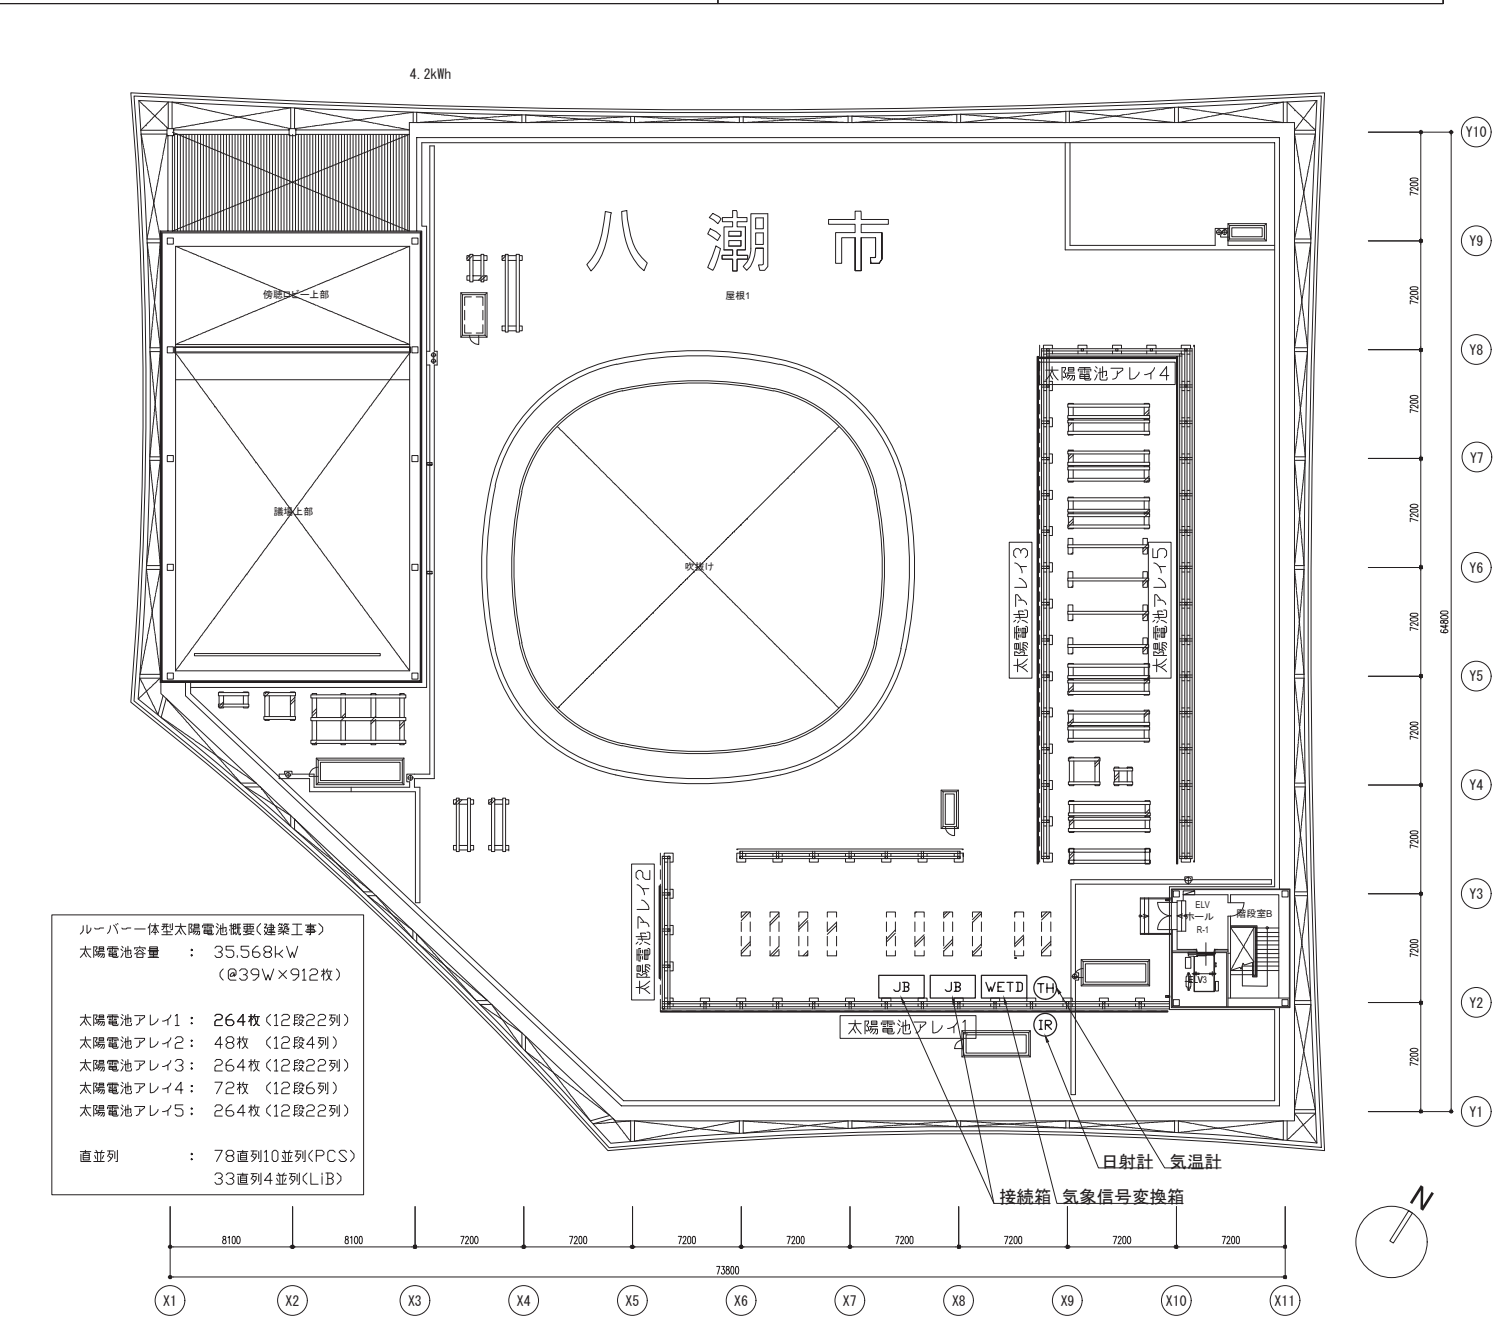 4.2kWh
Y10
7200
八 潮 市
Y9
傍聴ロビー上部
屋根1
7200
Y8
太陽電池アレイ4
7200
Y7
議場上部
7200
太陽電池アレイ3
太陽電池アレイ5
吹抜け
Y6
7200
64800
Y5
7200
Y4
7200
太陽電池アレイ2
Y3
ELV
ホール
R-1
階段室B
ELV3
7200
JB
JB
WETD
TH
Y2
太陽電池アレイ1
IR
7200
Y1
ルーバー一体型太陽電池概要(建築工事)
太陽電池容量 : 35.568kW
(@39W×912枚)
太陽電池アレイ1: 264枚(12段22列)
太陽電池アレイ2: 48枚 (12段4列)
太陽電池アレイ3: 264枚(12段22列)
太陽電池アレイ4: 72枚 (12段6列)
太陽電池アレイ5: 264枚(12段22列)
直並列 : 78直列10並列(PCS)
33直列4並列(LiB)
日射計 気温計
接続箱 気象信号変換箱
N
8100 8100 7200 7200 7200 7200 7200 7200 7200 7200
73800
X1 X2 X3 X4 X5 X6 X7 X8 X9 X10 X11